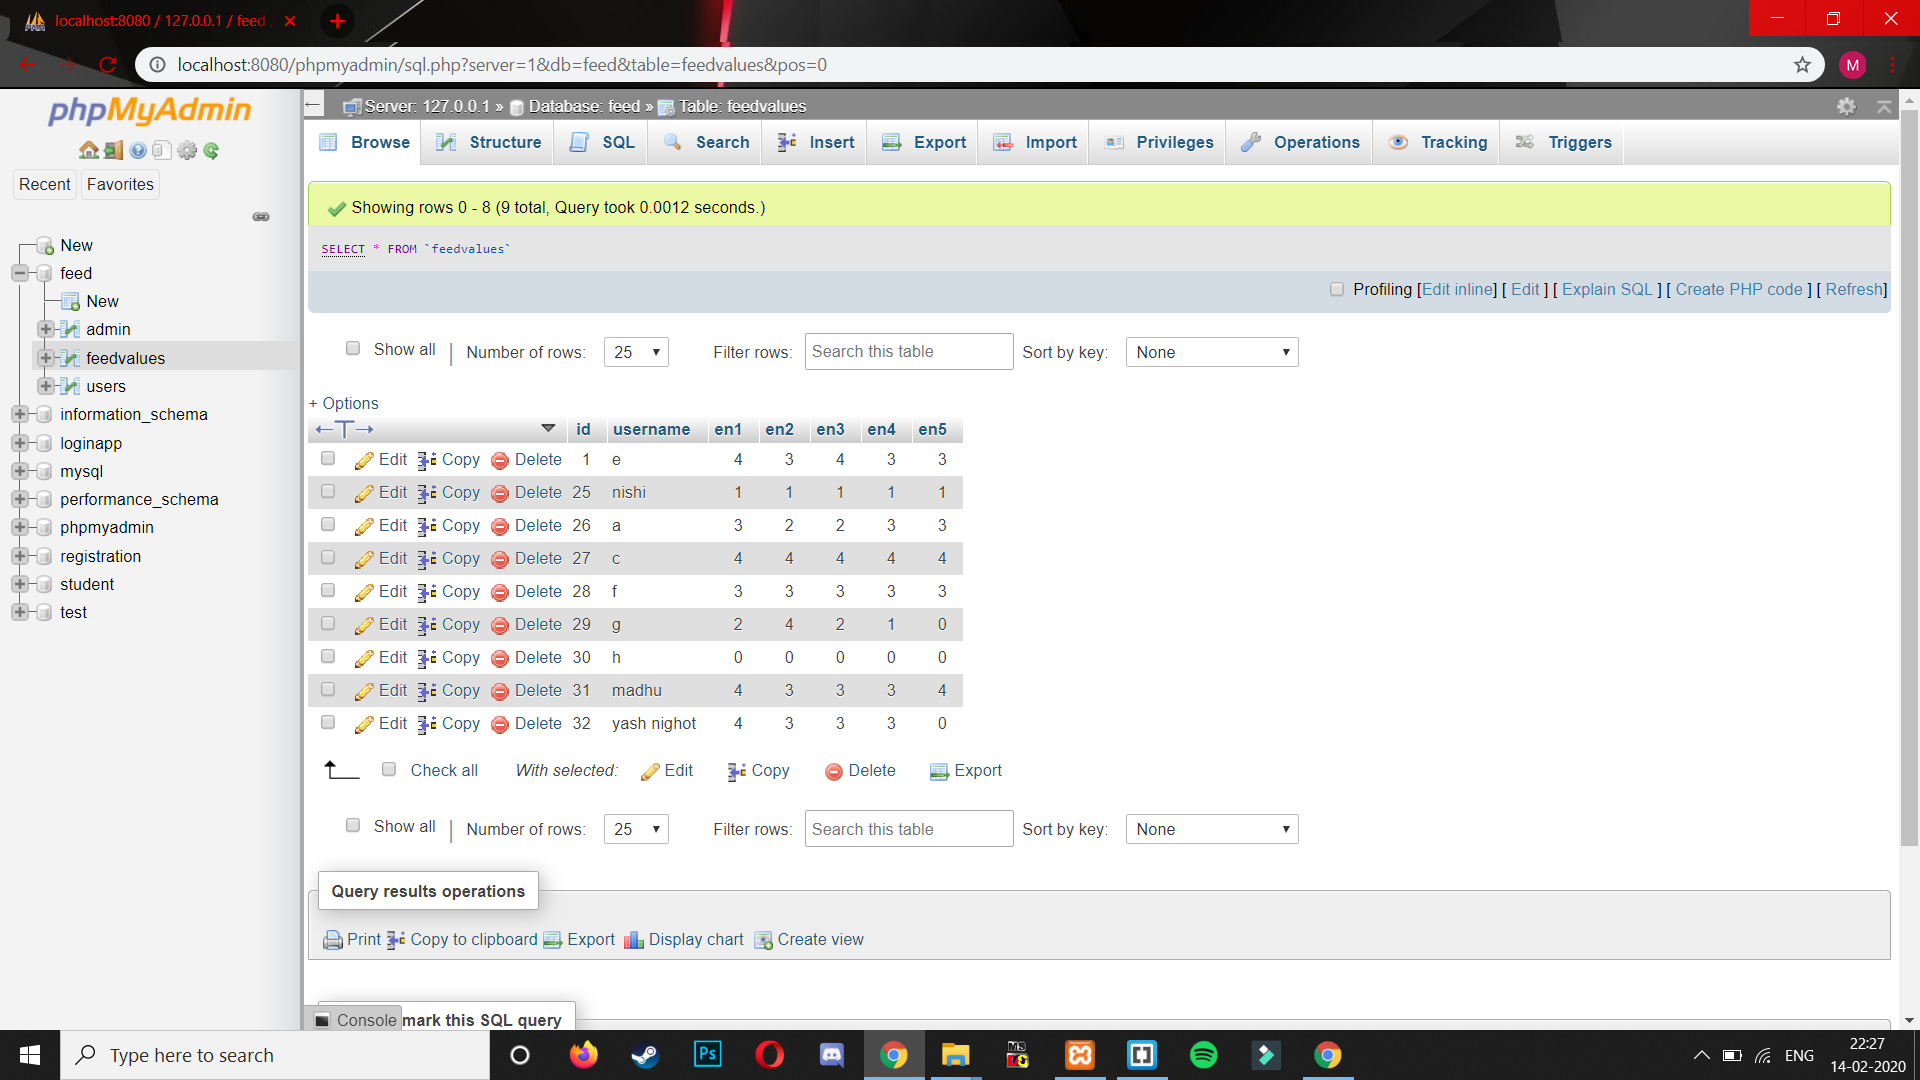 localhost:8080 / 127.0.0.1 / feed
localhost:8080/phpmyadmin/sql.php?server=1&db=feed&table=feedvalues&pos=0
M
phpMyAdmin
Recent Favorites
New
feed
New
admin
feedvalues
users
information_schema
loginapp
mysql
performance_schema
phpmyadmin
registration
student
test
Server: 127.0.0.1 » Database: feed » Table: feedvalues
Browse Structure SQL Search Insert Export Import Privileges Operations Tracking Triggers
Showing rows 0 - 8 (9 total, Query took 0.0012 seconds.)
SELECT * FROM `feedvalues`
Profiling [Edit inline] [ Edit ] [ Explain SQL ] [ Create PHP code ] [ Refresh]
Show all | Number of rows: 25 Filter rows: Search this table Sort by key: None
+ Options
id username en1 en2 en3 en4 en5
Edit Copy Delete 1 e 4 3 4 3 3
Edit Copy Delete 25 nishi 1 1 1 1 1
Edit Copy Delete 26 a 3 2 2 3 3
Edit Copy Delete 27 c 4 4 4 4 4
Edit Copy Delete 28 f 3 3 3 3 3
Edit Copy Delete 29 g 2 4 2 1 0
Edit Copy Delete 30 h 0 0 0 0 0
Edit Copy Delete 31 madhu 4 3 3 3 4
Edit Copy Delete 32 yash nighot 4 3 3 3 0
Check all With selected: Edit Copy Delete Export
Show all | Number of rows: 25 Filter rows: Search this table Sort by key: None
Query results operations
Print Copy to clipboard Export Display chart Create view
Console mark this SQL query
Type here to search
Ps
MS
ENG
22:27
14-02-2020